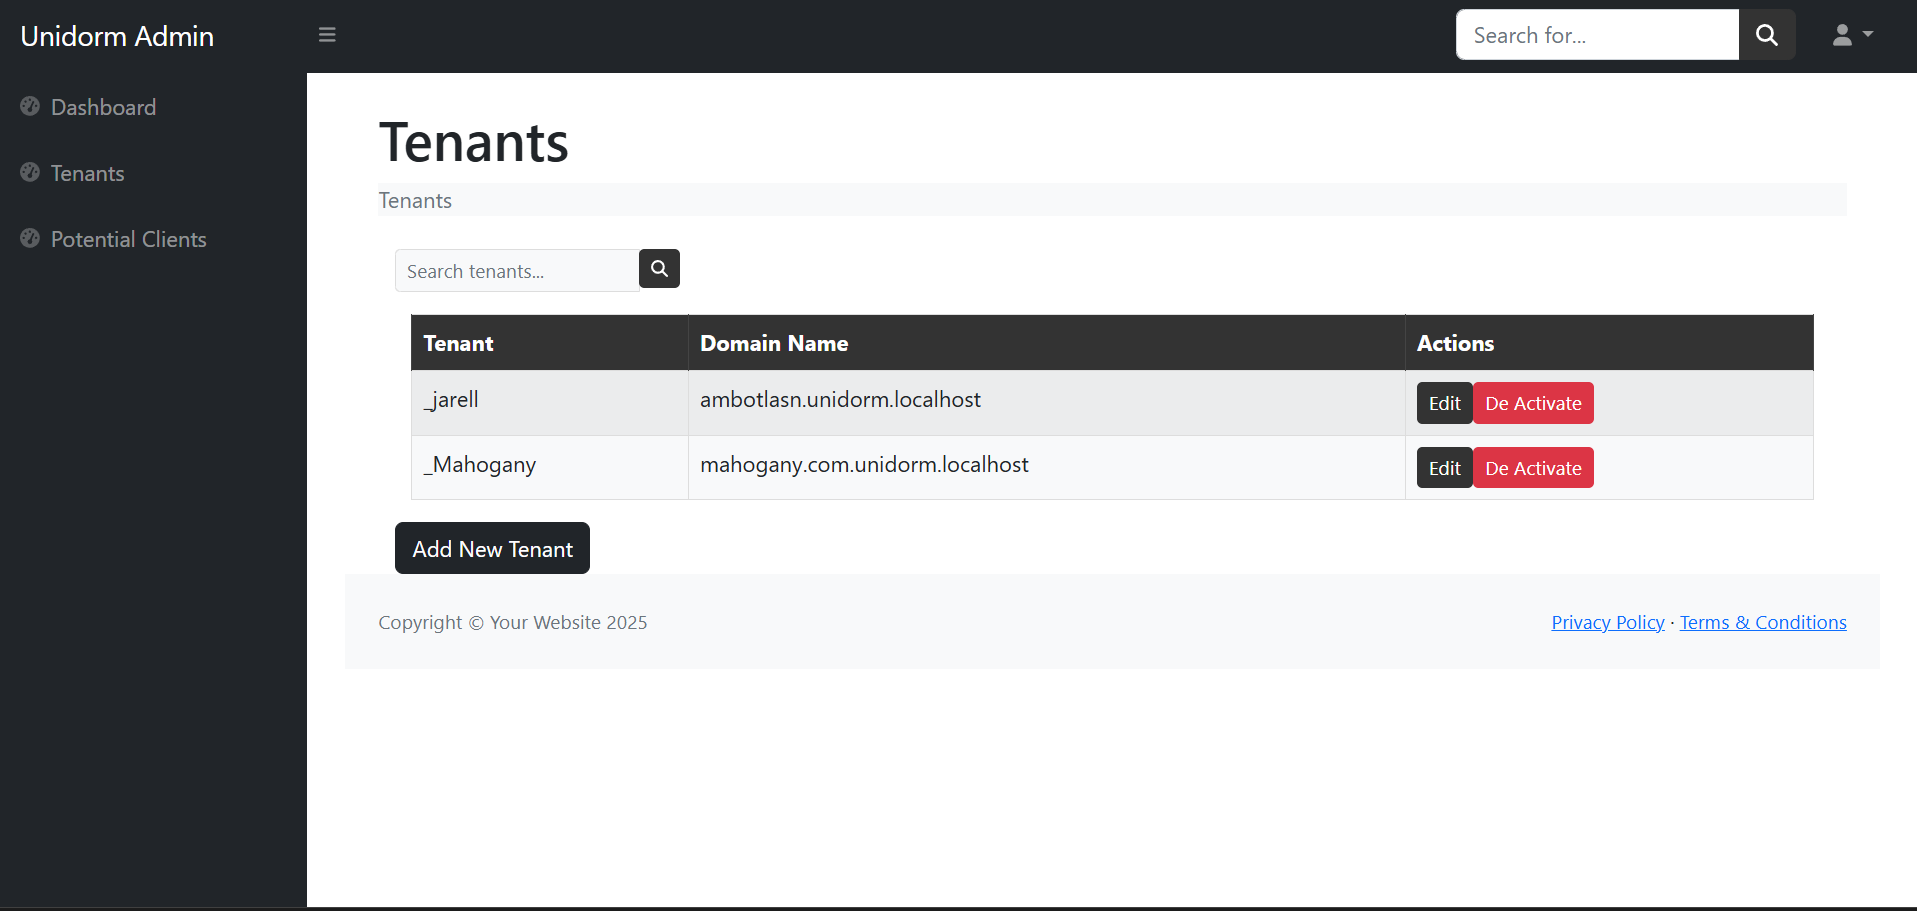 Unidorm Admin
Search for...
Dashboard
Tenants
Potential Clients
Tenants
Tenants
Search tenants...
Tenant Domain Name Actions
_jarell ambotlasn.unidorm.localhost Edit De Activate
_Mahogany mahogany.com.unidorm.localhost Edit De Activate
Add New Tenant
Copyright © Your Website 2025 Privacy Policy · Terms & Conditions